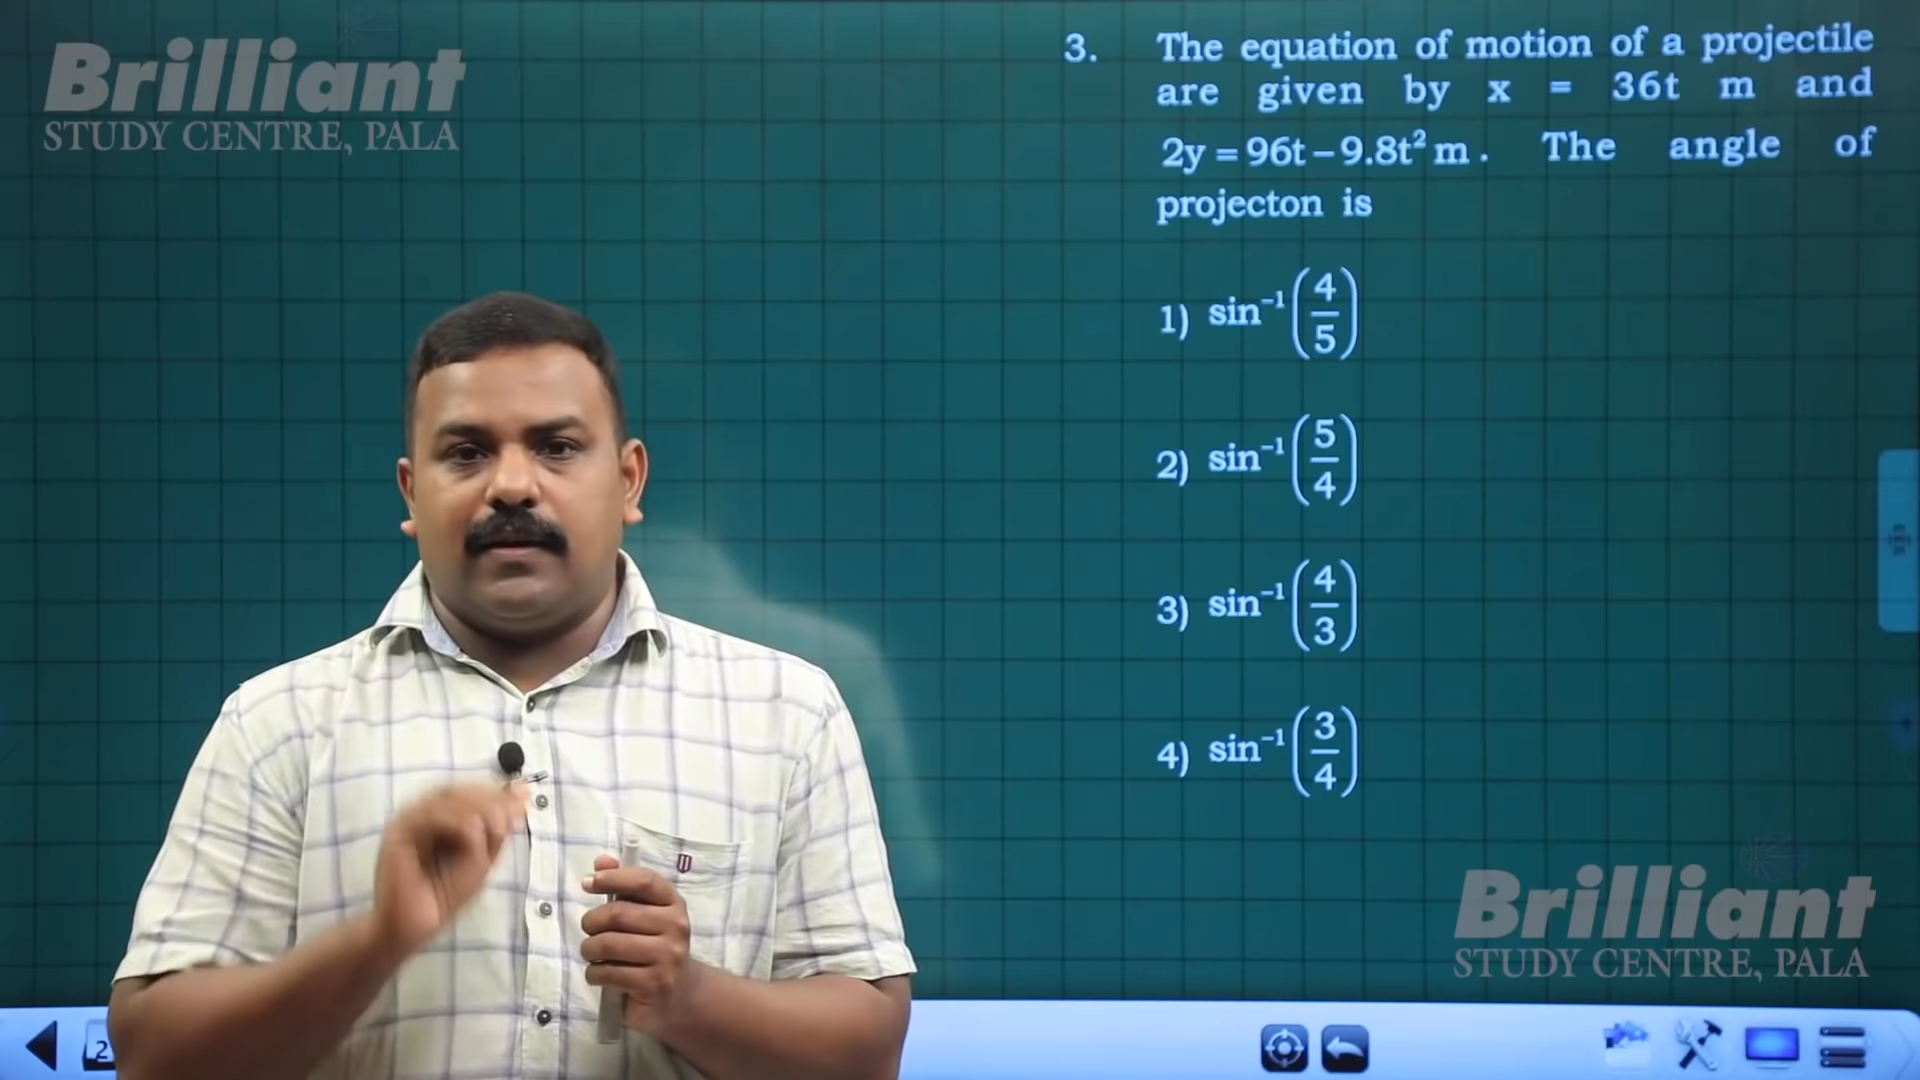 Brilliant
STUDY CENTRE, PALA
3. The equation of motion of a projectile
are given by x = 36t m and
2y = 96t – 9.8t² m. The angle of
projecton is
1) sin⁻¹(4/5)
2) sin⁻¹(5/4)
3) sin⁻¹(4/3)
4) sin⁻¹(3/4)
Brilliant
STUDY CENTRE, PALA
2